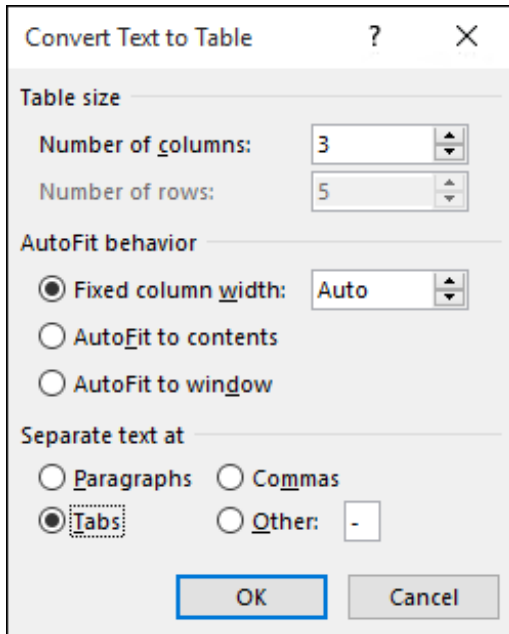 Convert Text to Table ?
Table size
Number of columns: 3
Number of rows: 5
AutoFit behavior
Fixed column width: Auto
AutoFit to contents
AutoFit to window
Separate text at
Paragraphs Commas
Tabs Other: -
OK Cancel